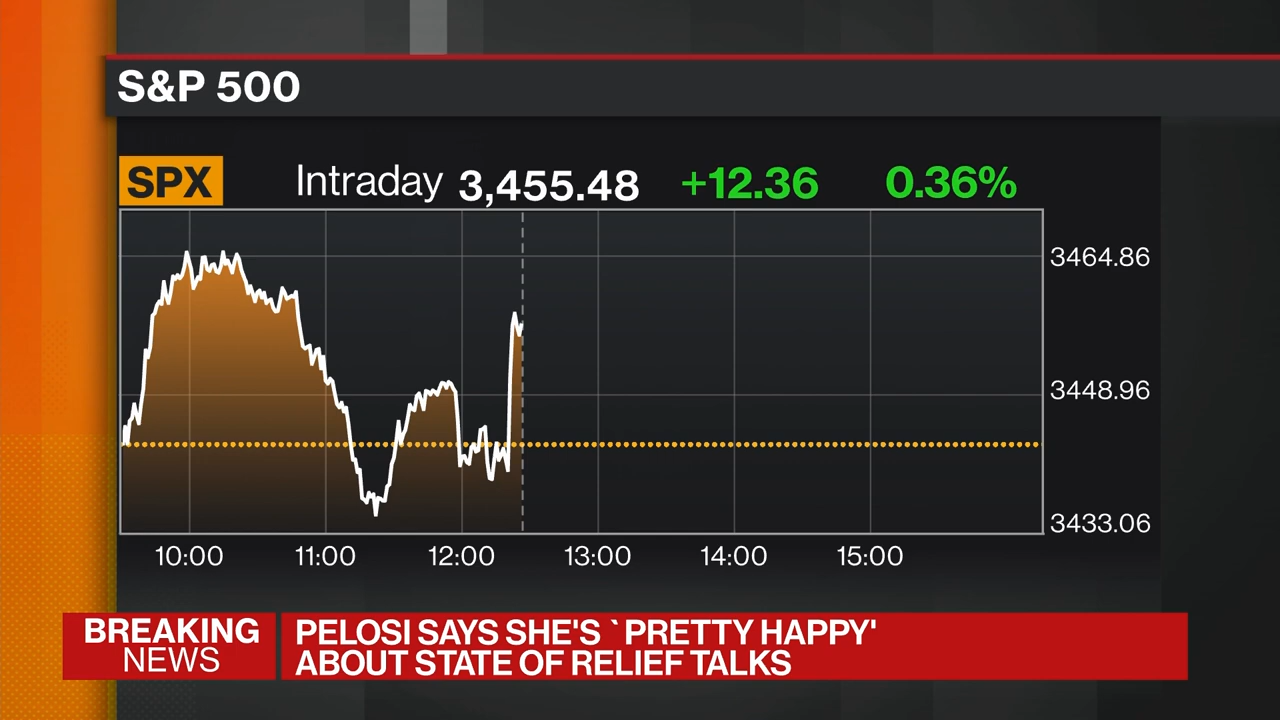 S&P 500
SPX Intraday 3,455.48 +12.36 0.36%
3464.86
3448.96
3433.06
10:00 11:00 12:00 13:00 14:00 15:00
BREAKING NEWS
PELOSI SAYS SHE'S `PRETTY HAPPY'
ABOUT STATE OF RELIEF TALKS